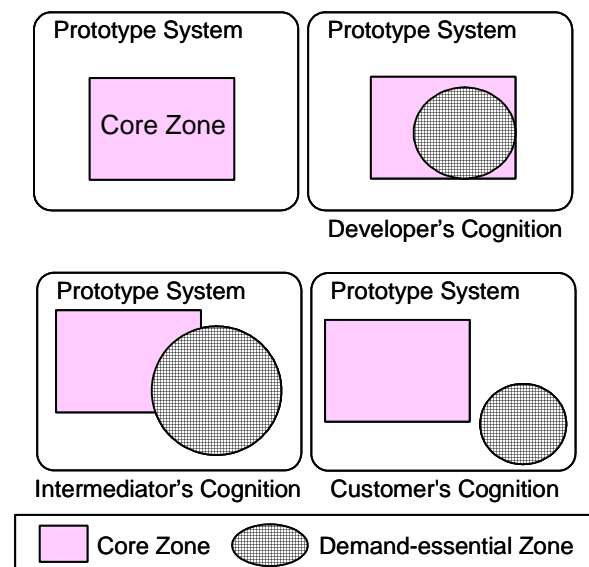 Prototype System
Core Zone
Prototype System
Developer's Cognition
Prototype System
Intermediator's Cognition
Prototype System
Customer's Cognition
Core Zone
Demand-essential Zone